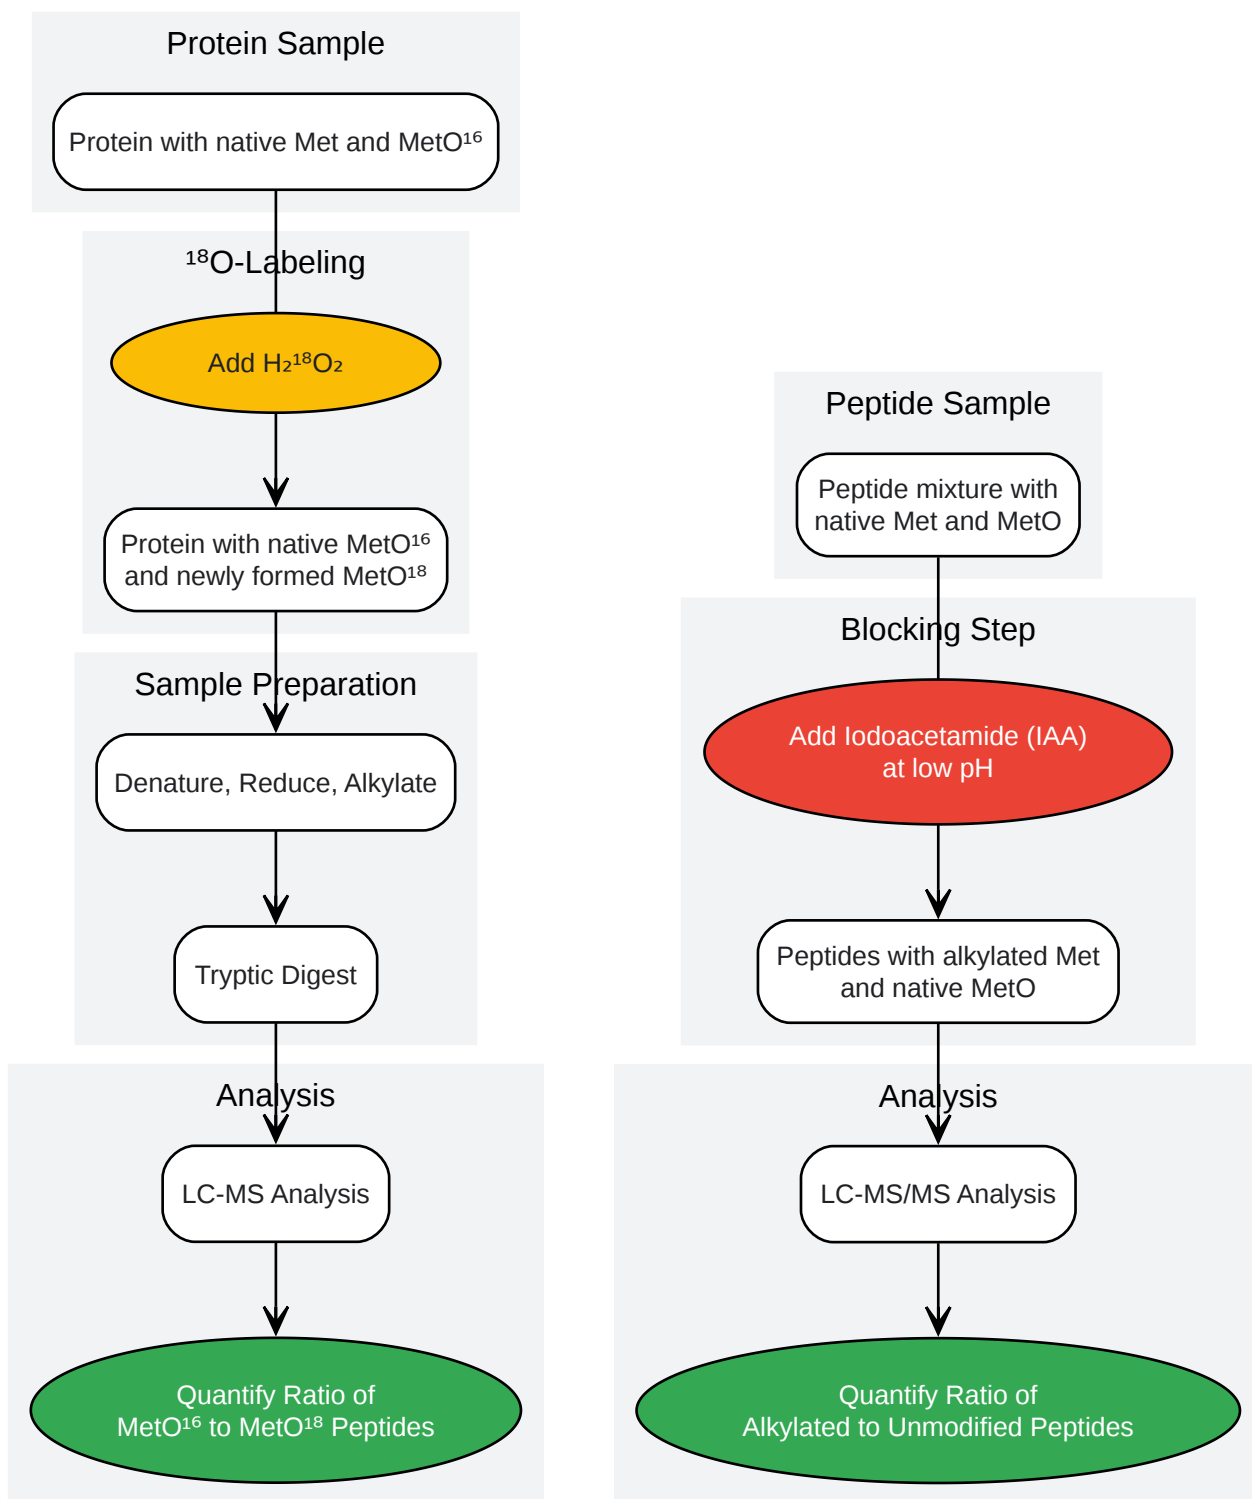 Protein Sample
Protein with native Met and MetO¹⁶
¹⁸O-Labeling
Add H₂¹⁸O₂
Protein with native MetO¹⁶
and newly formed MetO¹⁸
Sample Preparation
Denature, Reduce, Alkylate
Tryptic Digest
Analysis
LC-MS Analysis
Quantify Ratio of
MetO¹⁶ to MetO¹⁸ Peptides
Peptide Sample
Peptide mixture with
native Met and MetO
Blocking Step
Add Iodoacetamide (IAA)
at low pH
Peptides with alkylated Met
and native MetO
Analysis
LC-MS/MS Analysis
Quantify Ratio of
Alkylated to Unmodified Peptides